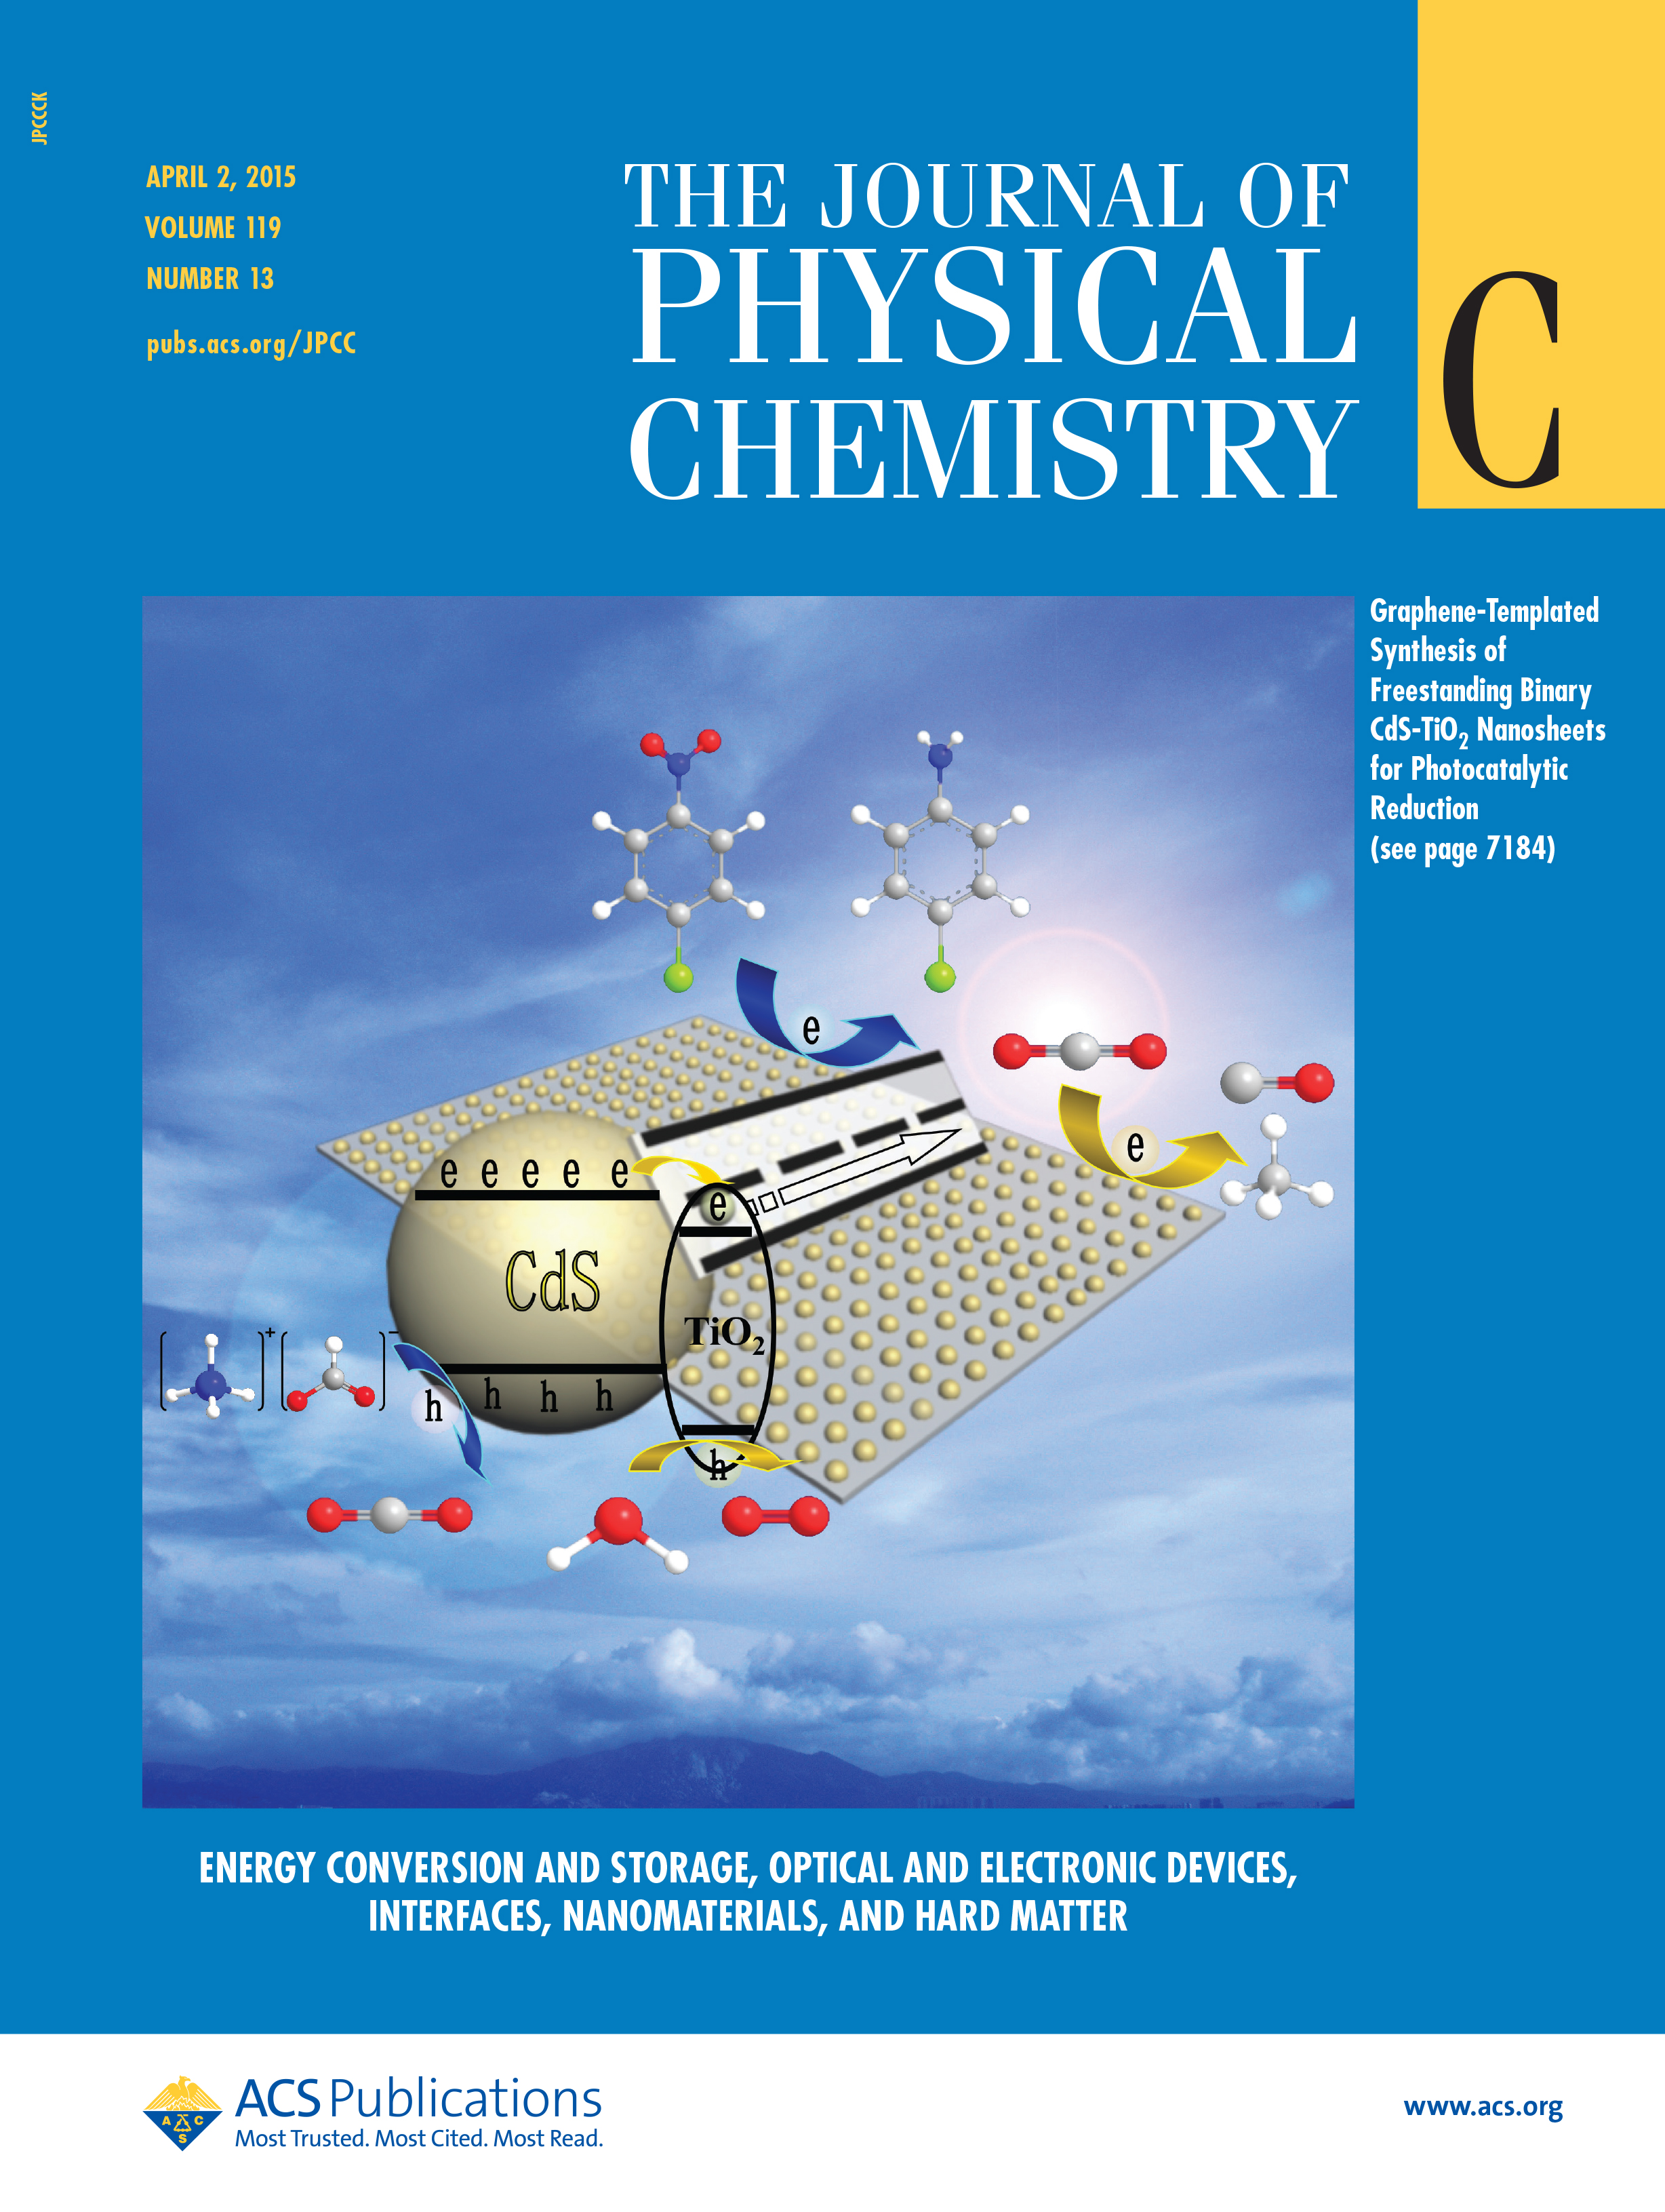 JPCCCK
APRIL 2, 2015
VOLUME 119
NUMBER 13
pubs.acs.org/JPCC
THE JOURNAL OF
PHYSICAL
CHEMISTRY
C
Graphene-Templated
Synthesis of
Freestanding Binary
CdS-TiO₂ Nanosheets
for Photocatalytic
Reduction
(see page 7184)
e
e
e e e e e
e
CdS
TiO₂
+
−
h
h h h
h
ENERGY CONVERSION AND STORAGE, OPTICAL AND ELECTRONIC DEVICES,
INTERFACES, NANOMATERIALS, AND HARD MATTER
A C
S
ACS Publications
Most Trusted. Most Cited. Most Read.
www.acs.org